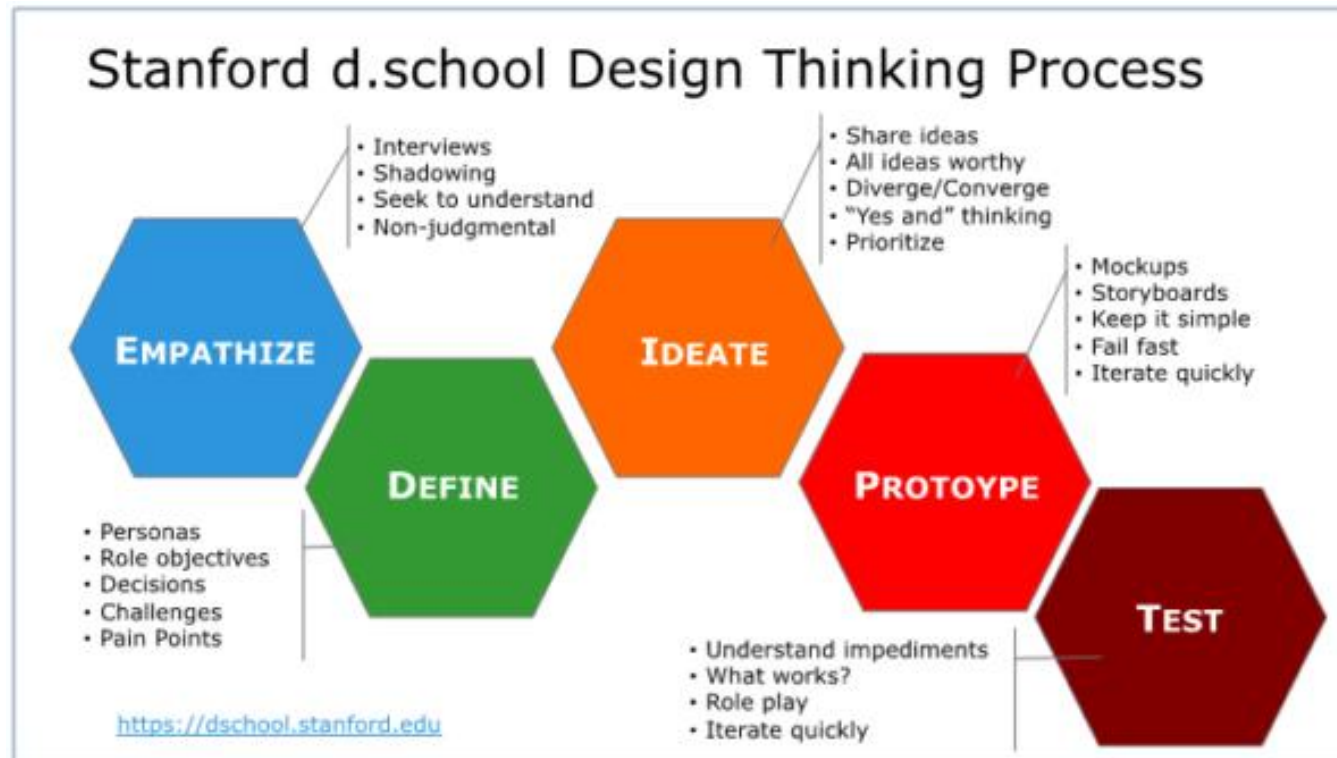 Stanford d.school Design Thinking Process
• Interviews
• Shadowing
• Seek to understand
• Non-judgmental
• Share ideas
• All ideas worthy
• Diverge/Converge
• “Yes and” thinking
• Prioritize
• Mockups
• Storyboards
• Keep it simple
• Fail fast
• Iterate quickly
EMPATHIZE
DEFINE
IDEATE
PROTOYPE
TEST
• Personas
• Role objectives
• Decisions
• Challenges
• Pain Points
• Understand impediments
• What works?
• Role play
• Iterate quickly
https://dschool.stanford.edu